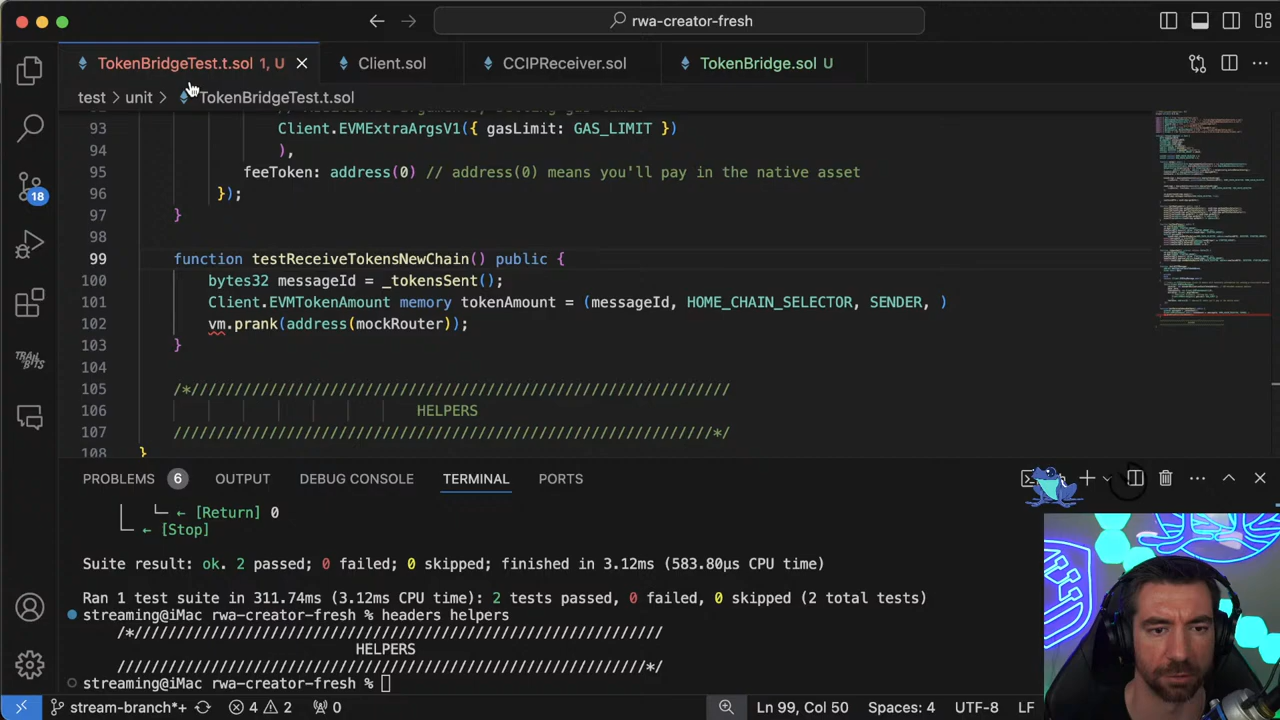 rwa-creator-fresh
TokenBridgeTest.t.sol 1, U
Client.sol
CCIPReceiver.sol
TokenBridge.sol U
test > unit > TokenBridgeTest.t.sol
93 Client.EVMExtraArgsV1({ gasLimit: GAS_LIMIT })
94 ),
95 feeToken: address(0) // address(0) means you'll pay in the native asset
96 });
97 }
98
99 function testReceiveTokensNewChain() public {
100 bytes32 messageId = _tokensSent();
101 Client.EVMTokenAmount memory tokenAmount = (messageId, HOME_CHAIN_SELECTOR, SENDER, )
102 vm.prank(address(mockRouter));
103 }
104
105 /*////////////////////////////////////////////////////////////////
106 HELPERS
107 ////////////////////////////////////////////////////////////////*/
108 }
18
TRAIL BITS
PROBLEMS 6 OUTPUT DEBUG CONSOLE TERMINAL PORTS
└─ ← [Return] 0
└─ ← [Stop]
Suite result: ok. 2 passed; 0 failed; 0 skipped; finished in 3.12ms (583.80µs CPU time)
Ran 1 test suite in 311.74ms (3.12ms CPU time): 2 tests passed, 0 failed, 0 skipped (2 total tests)
streaming@iMac rwa-creator-fresh % headers helpers
/*////////////////////////////////////////////////////////////////
HELPERS
////////////////////////////////////////////////////////////////*/
streaming@iMac rwa-creator-fresh %
stream-branch*+ 4 2 0 Ln 99, Col 50 Spaces: 4 UTF-8 LF